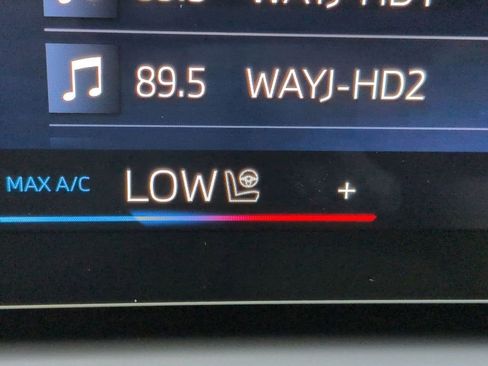 89.5 WAYJ-HD2
MAX A/C LOW +